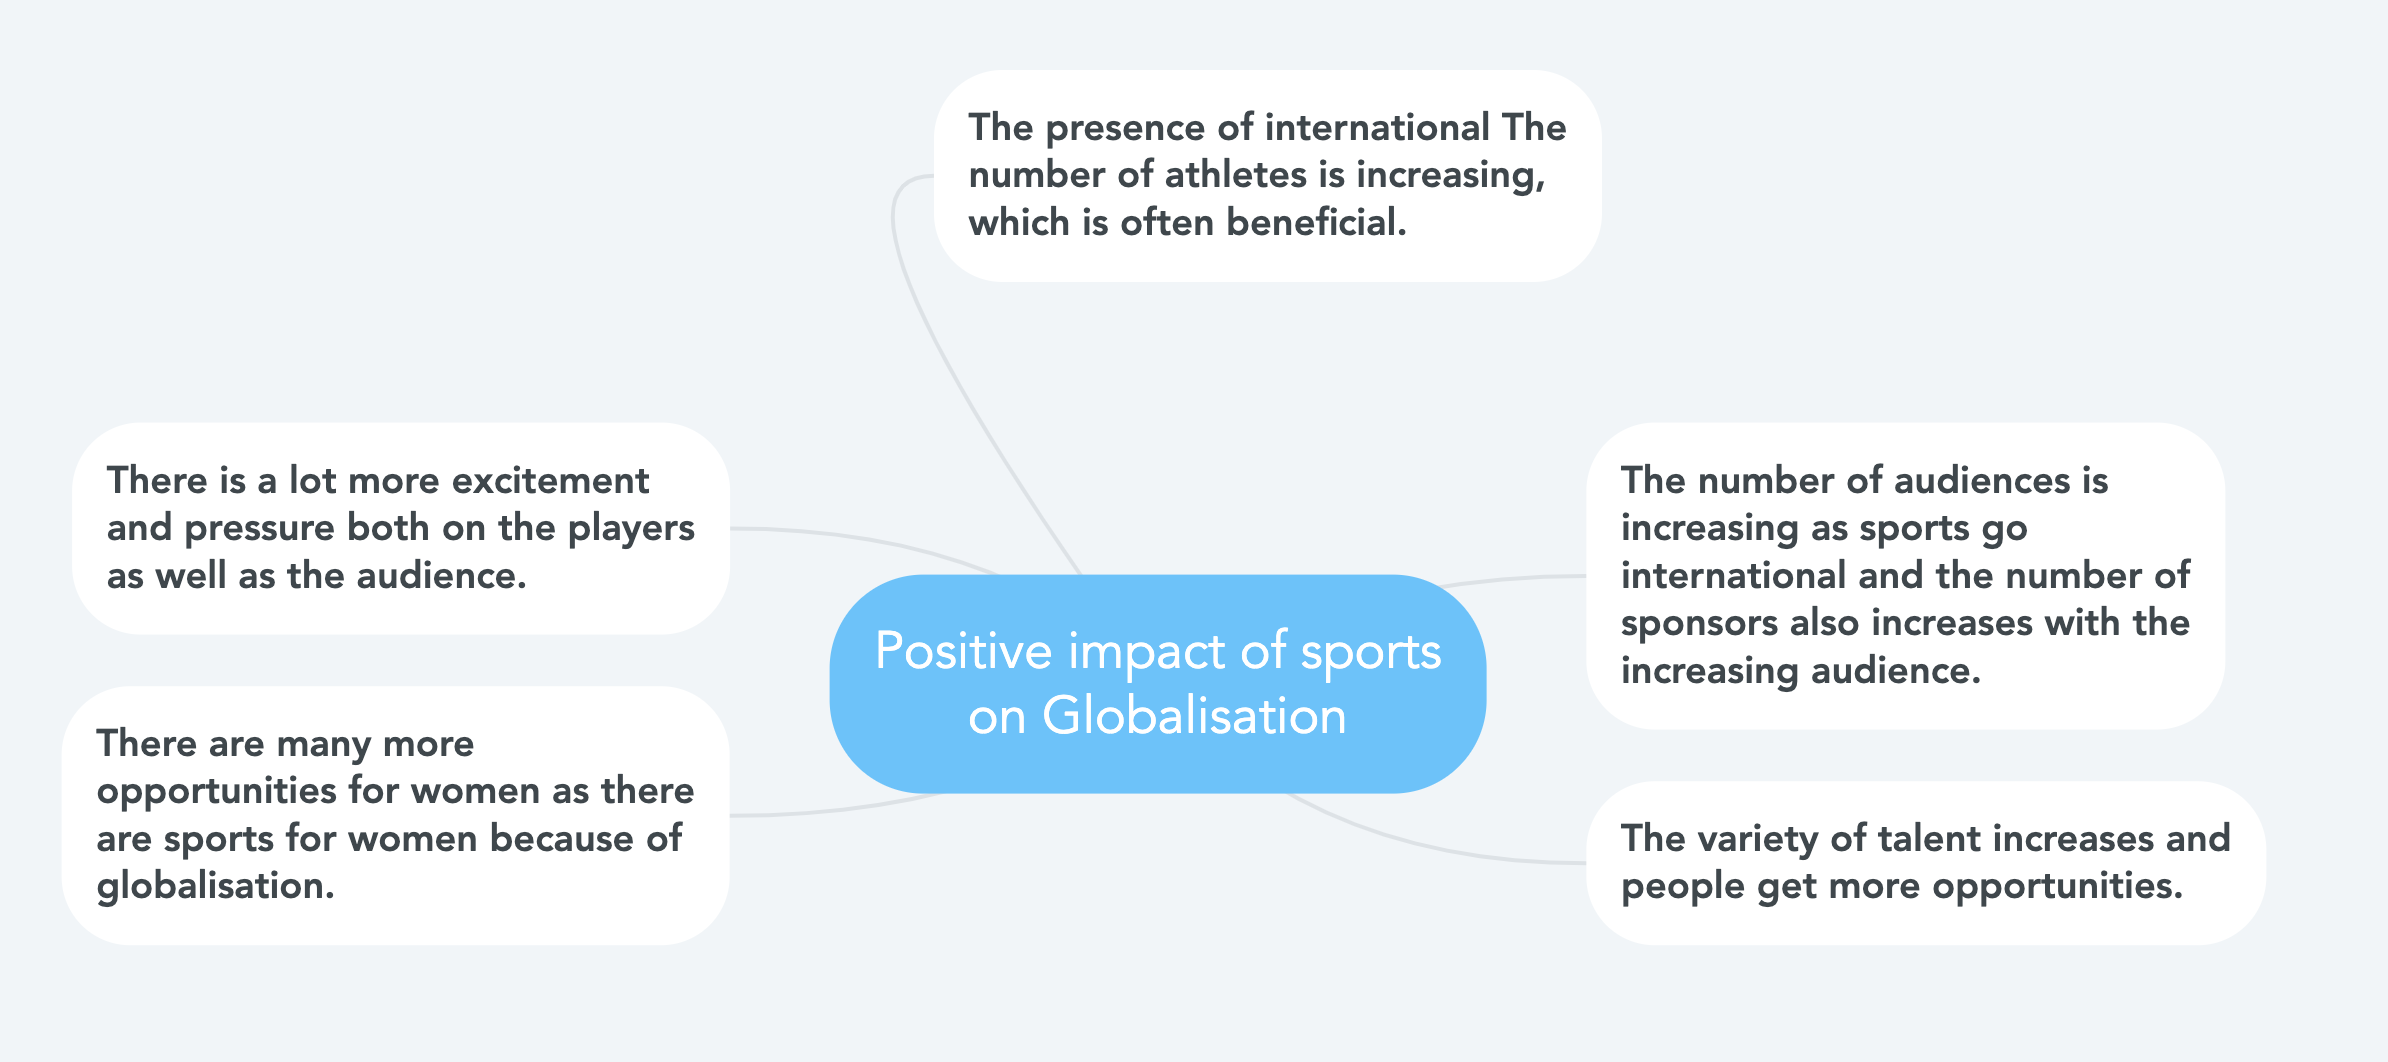 The presence of international The
number of athletes is increasing,
which is often beneficial.
There is a lot more excitement
and pressure both on the players
as well as the audience.
The number of audiences is
increasing as sports go
international and the number of
sponsors also increases with the
increasing audience.
Positive impact of sports
on Globalisation
There are many more
opportunities for women as there
are sports for women because of
globalisation.
The variety of talent increases and
people get more opportunities.